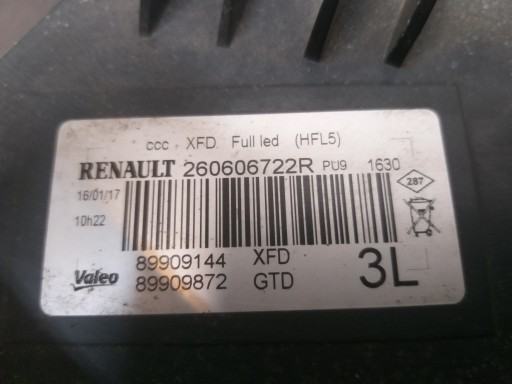 ccc . XFD. Full led (HFL5)
RENAULT 260606722R PU9 1630
16/01/17
287
10h22
89909144 XFD
Valeo 89909872 GTD
3L